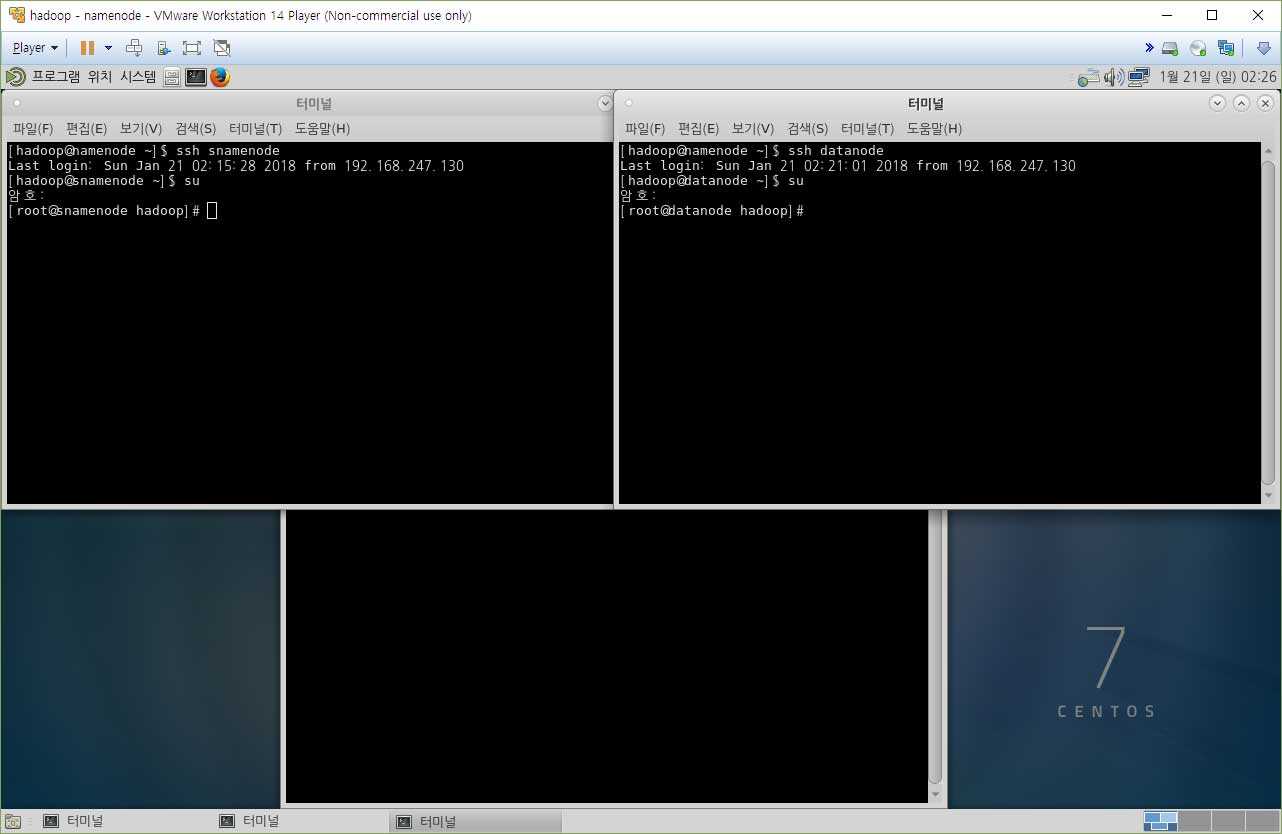 hadoop - namenode - VMware Workstation 14 Player (Non-commercial use only)
Player
프로그램 위치 시스템 1월 21일 (일) 02:26
터미널
파일(F) 편집(E) 보기(V) 검색(S) 터미널(T) 도움말(H)
[hadoop@namenode ~]$ ssh snamenode
Last login: Sun Jan 21 02:15:28 2018 from 192.168.247.130
[hadoop@snamenode ~]$ su
암호:
[root@snamenode hadoop]#
터미널
파일(F) 편집(E) 보기(V) 검색(S) 터미널(T) 도움말(H)
[hadoop@namenode ~]$ ssh datanode
Last login: Sun Jan 21 02:21:01 2018 from 192.168.247.130
[hadoop@datanode ~]$ su
암호:
[root@datanode hadoop]#
7
CENTOS
터미널 터미널 터미널